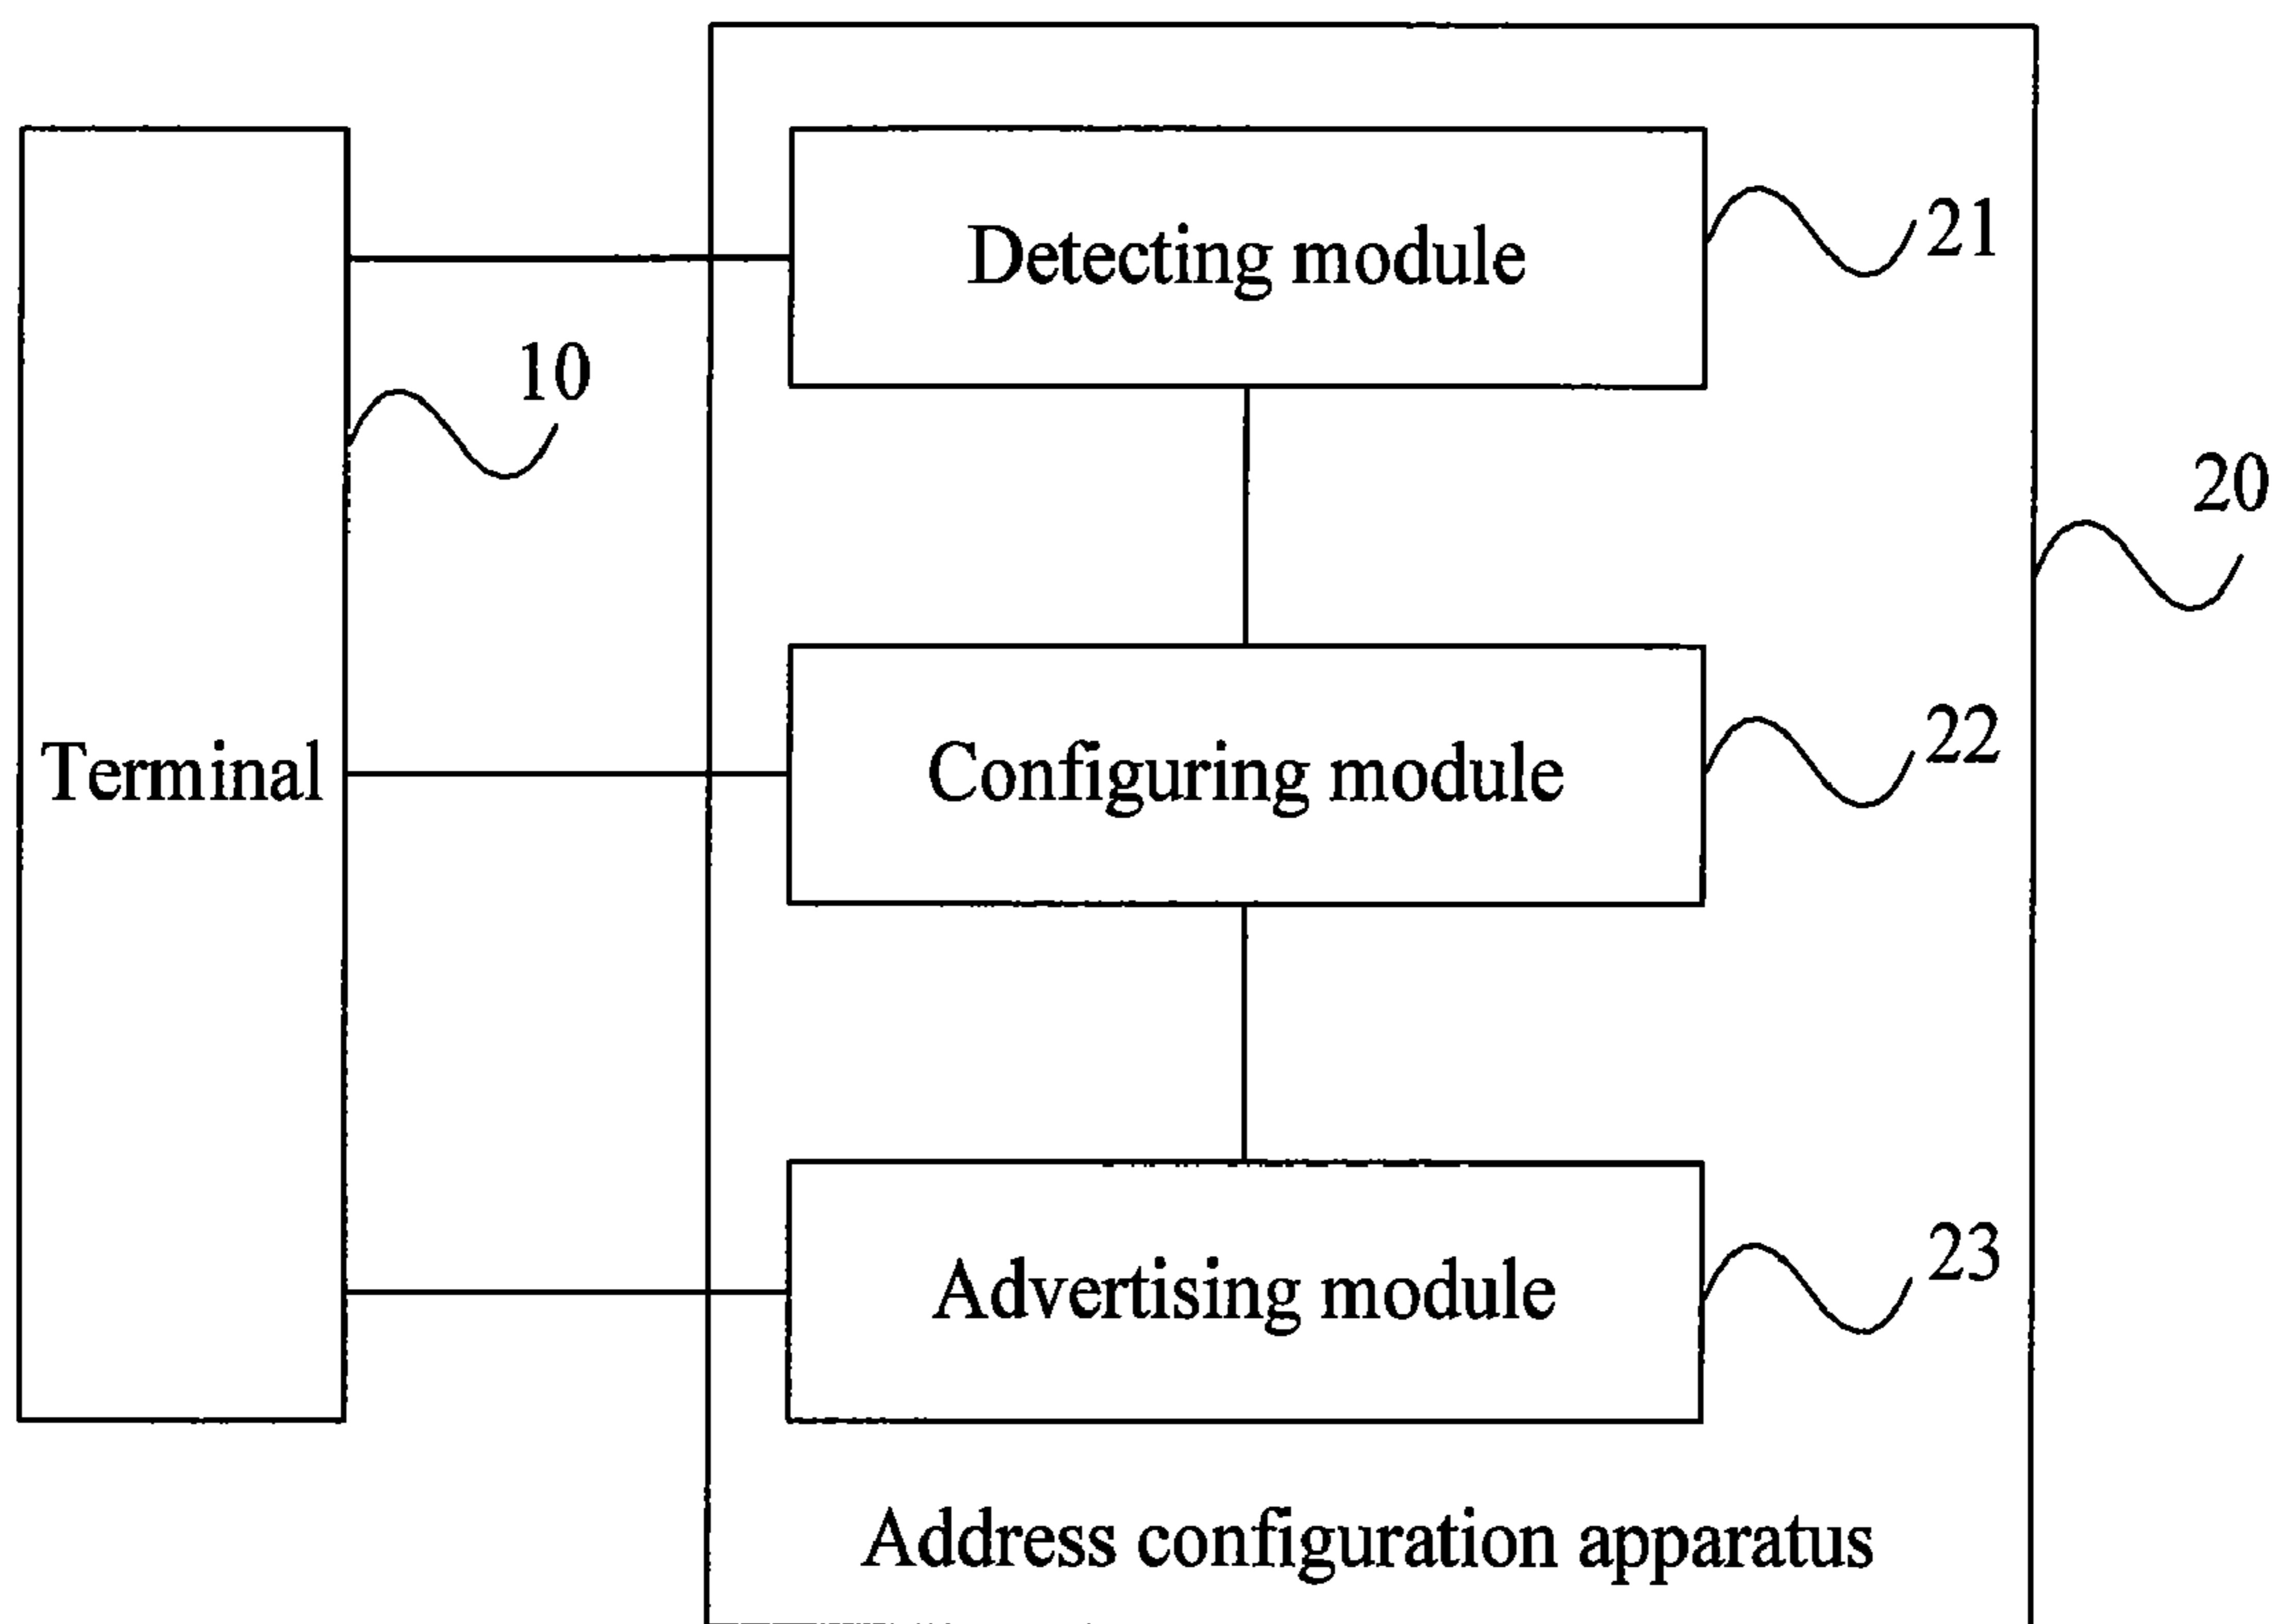 Detecting module
21
10
20
Terminal
Configuring module
22
Advertising module
23
Address configuration apparatus